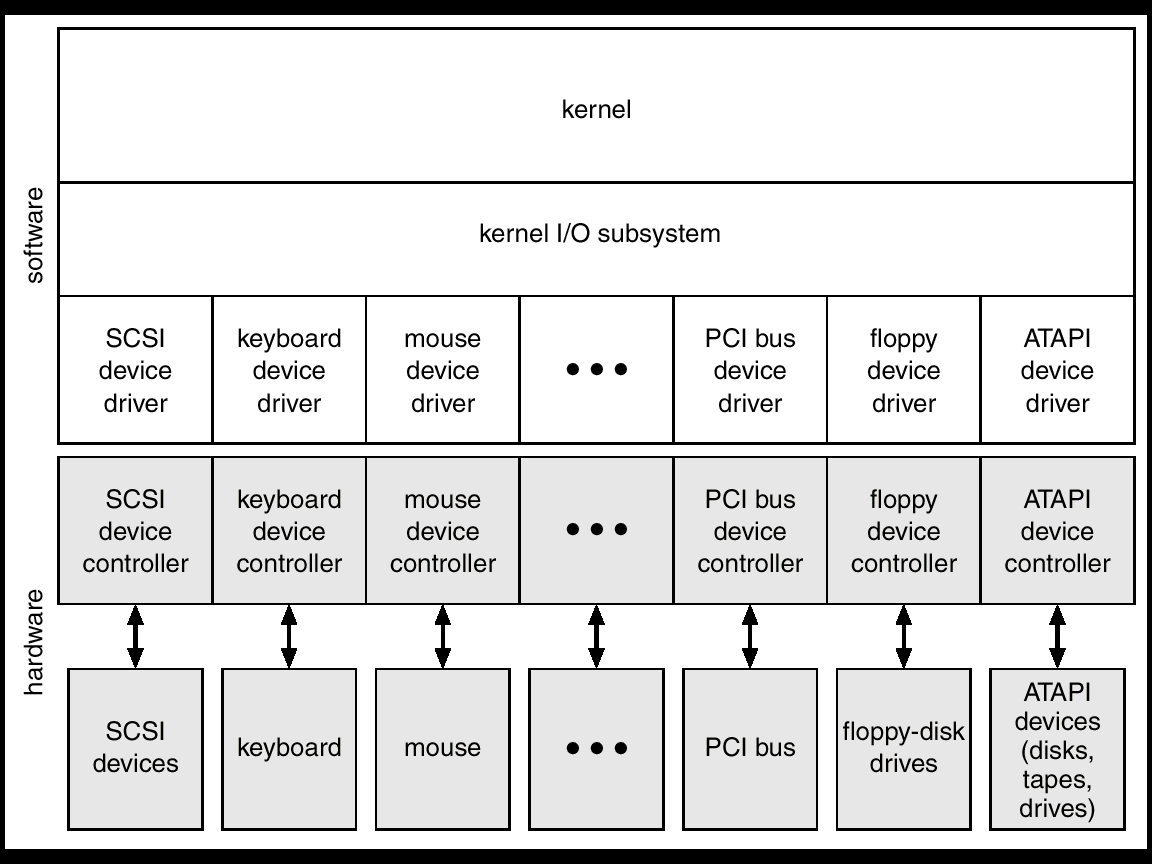 kernel
software
kernel I/O subsystem
SCSI
device
driver
keyboard
device
driver
mouse
device
driver
•••
PCI bus
device
driver
floppy
device
driver
ATAPI
device
driver
hardware
SCSI
device
controller
keyboard
device
controller
mouse
device
controller
•••
PCI bus
device
controller
floppy
device
controller
ATAPI
device
controller
SCSI
devices
keyboard
mouse
•••
PCI bus
floppy-disk
drives
ATAPI
devices
(disks,
tapes,
drives)